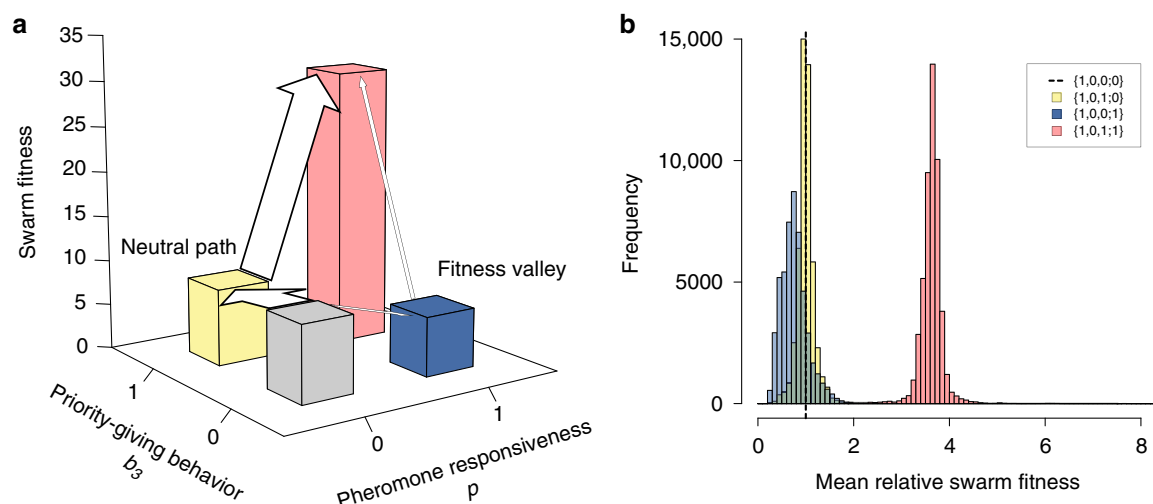 a
35
30
25
20
15
10
5
0
Swarm fitness
Neutral path
Fitness valley
1
0
Priority-giving behavior
b3
0
1
Pheromone responsiveness
p
b
15,000
10,000
5000
0
Frequency
{1,0,0;0}
{1,0,1;0}
{1,0,0;1}
{1,0,1;1}
0 2 4 6 8
Mean relative swarm fitness